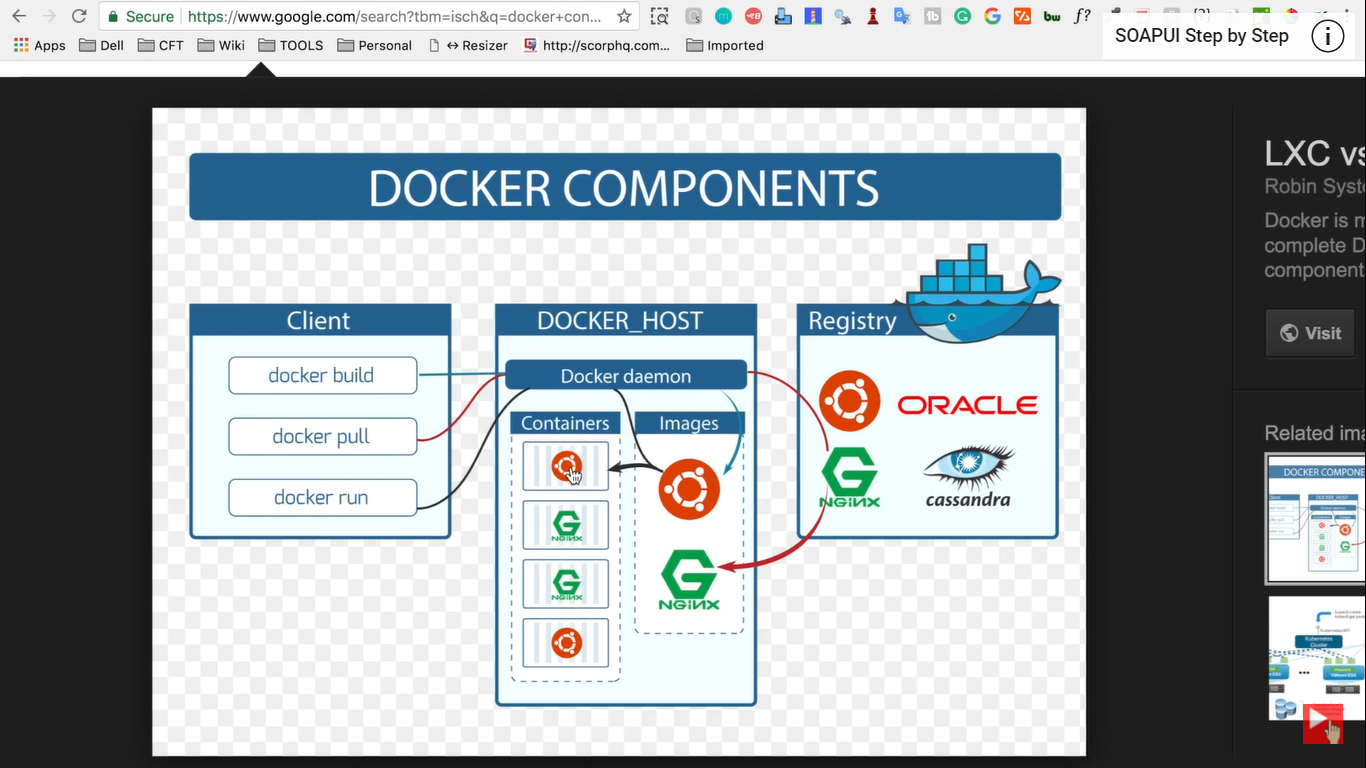 Secure
https://www.google.com/search?tbm=isch&q=docker+con...
bw
f?
Apps
Dell
CFT
Wiki
TOOLS
Personal
↔ Resizer
http://scorphq.com...
Imported
SOAPUI Step by Step
DOCKER COMPONENTS
Client
docker build
docker pull
docker run
DOCKER_HOST
Docker daemon
Containers
Images
NGiNX
NGiNX
NGiNX
Registry
ORACLE
NGiNX
cassandra
LXC vs
Robin Syst
Docker is m
complete D
component
Visit
Related ima
DOCKER COMPONE